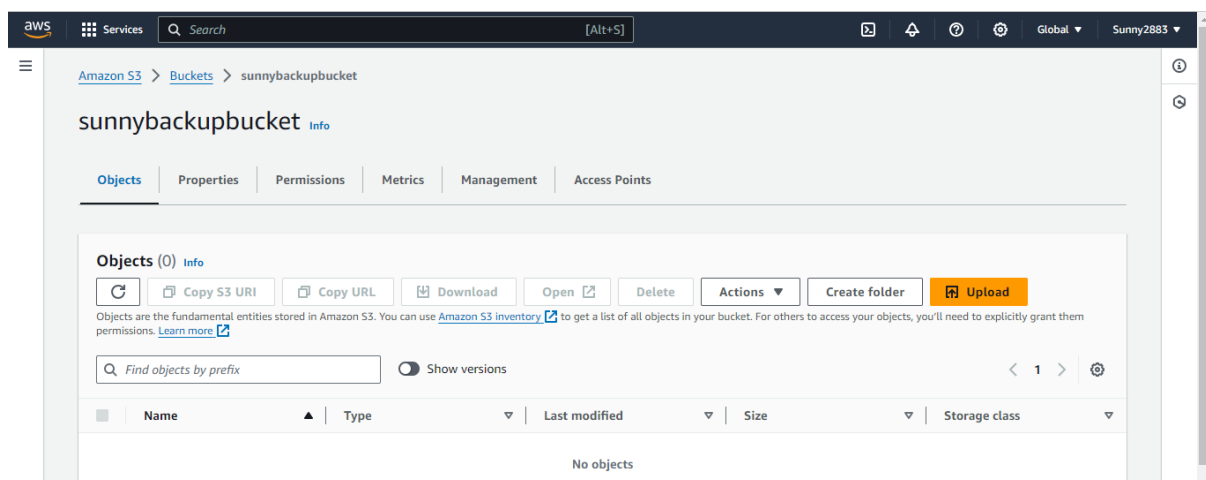 aws Services Search [Alt+S] Global Sunny2883
Amazon S3 > Buckets > sunnybackupbucket
sunnybackupbucket Info
Objects Properties Permissions Metrics Management Access Points
Objects (0) Info
Copy S3 URI Copy URL Download Open Delete Actions Create folder Upload
Objects are the fundamental entities stored in Amazon S3. You can use Amazon S3 inventory to get a list of all objects in your bucket. For others to access your objects, you'll need to explicitly grant them
permissions. Learn more
Find objects by prefix Show versions < 1 >
Name Type Last modified Size Storage class
No objects